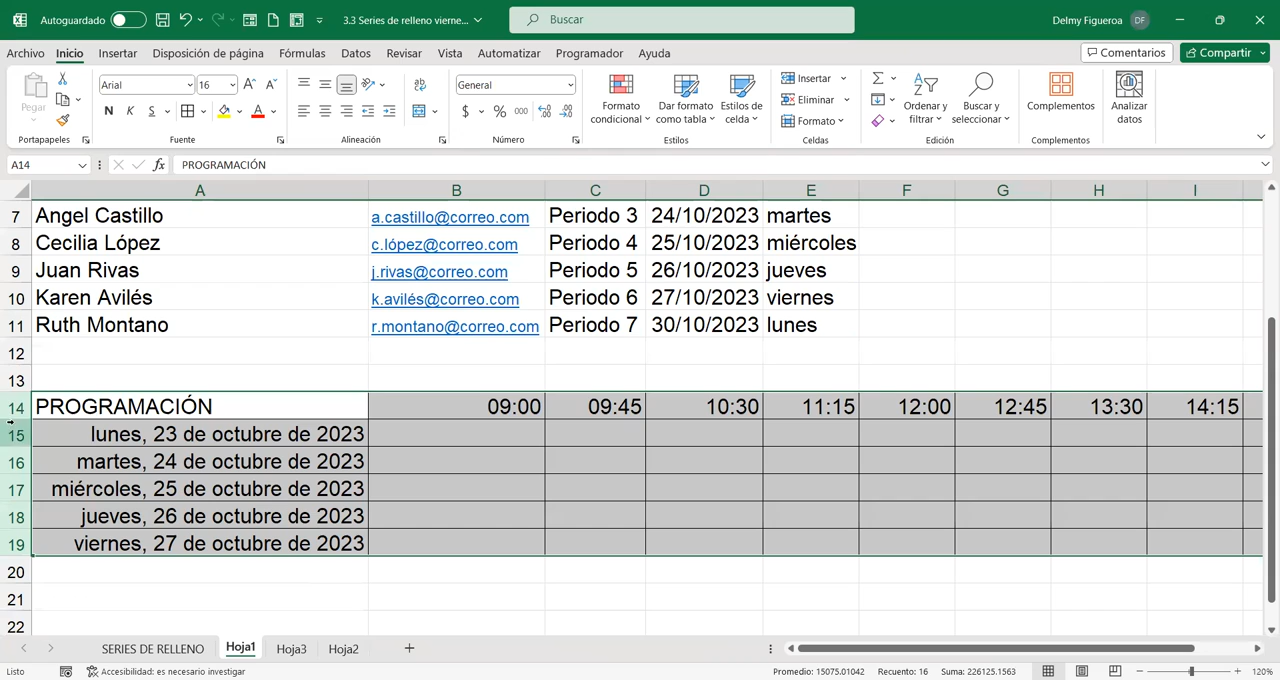 Autoguardado
3.3 Series de relleno vierne...
Buscar
Delmy Figueroa
DF
Archivo Inicio Insertar Disposición de página Fórmulas Datos Revisar Vista Automatizar Programador Ayuda
Comentarios
Compartir
Pegar
Portapapeles
Arial 16
N K S
Fuente
Alineación
General
$ % 000
Número
Formato condicional
Dar formato como tabla
Estilos de celda
Estilos
Insertar
Eliminar
Formato
Celdas
Ordenar y filtrar
Buscar y seleccionar
Edición
Complementos
Complementos
Analizar datos
A14 fx PROGRAMACIÓN
A B C D E F G H I
7 Angel Castillo a.castillo@correo.com Periodo 3 24/10/2023 martes
8 Cecilia López c.lópez@correo.com Periodo 4 25/10/2023 miércoles
9 Juan Rivas j.rivas@correo.com Periodo 5 26/10/2023 jueves
10 Karen Avilés k.avilés@correo.com Periodo 6 27/10/2023 viernes
11 Ruth Montano r.montano@correo.com Periodo 7 30/10/2023 lunes
12
13
14 PROGRAMACIÓN 09:00 09:45 10:30 11:15 12:00 12:45 13:30 14:15
15 lunes, 23 de octubre de 2023
16 martes, 24 de octubre de 2023
17 miércoles, 25 de octubre de 2023
18 jueves, 26 de octubre de 2023
19 viernes, 27 de octubre de 2023
20
21
22
SERIES DE RELLENO Hoja1 Hoja3 Hoja2
Listo
Accesibilidad: es necesario investigar
Promedio: 15075.01042 Recuento: 16 Suma: 226125.1563
120%